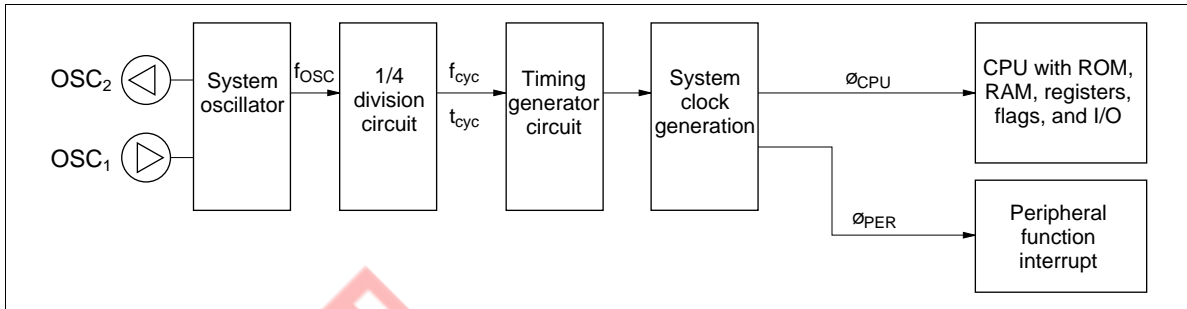 OSC₂
OSC₁
System
oscillator
fOSC
1/4
division
circuit
fcyc
tcyc
Timing
generator
circuit
System
clock
generation
øCPU
øPER
CPU with ROM,
RAM, registers,
flags, and I/O
Peripheral
function
interrupt